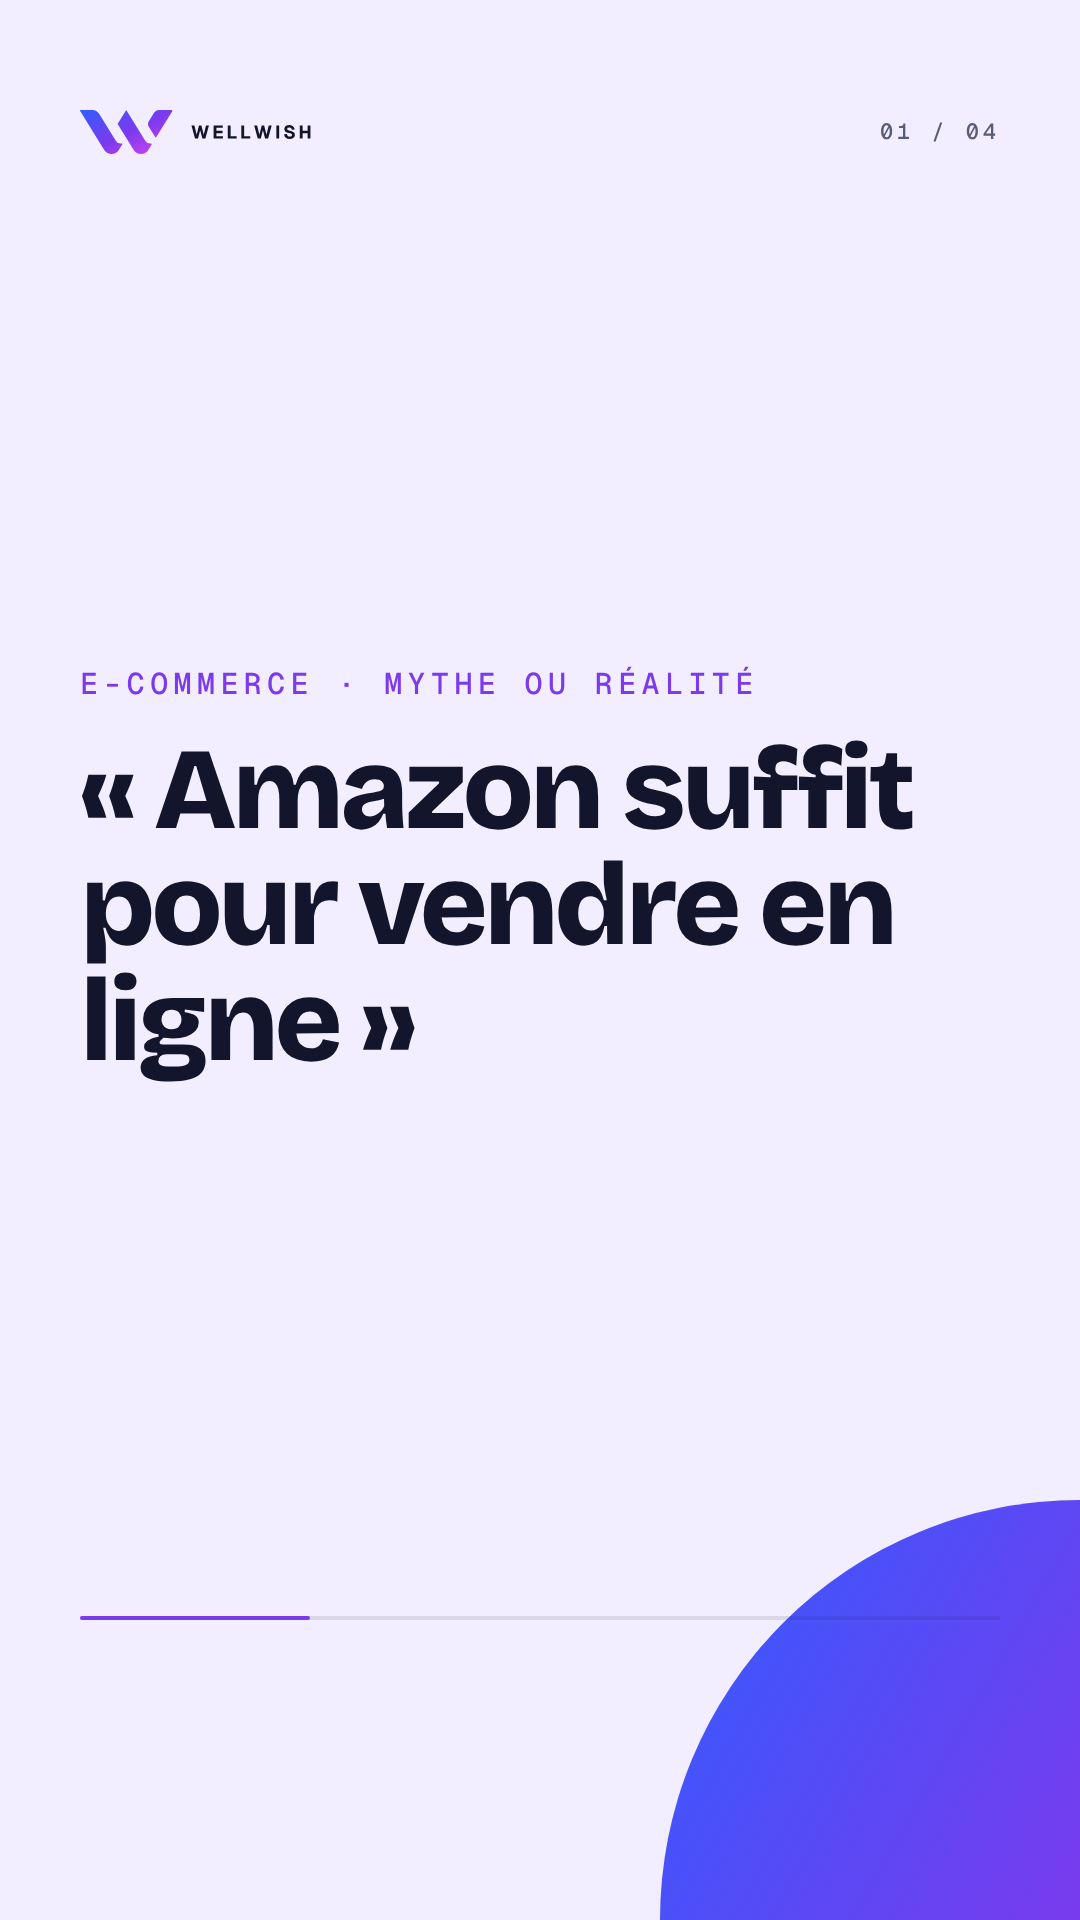 WELLWISH
01 / 04
E-COMMERCE · MYTHE OU RÉALITÉ
« Amazon suffit
pour vendre en
ligne »